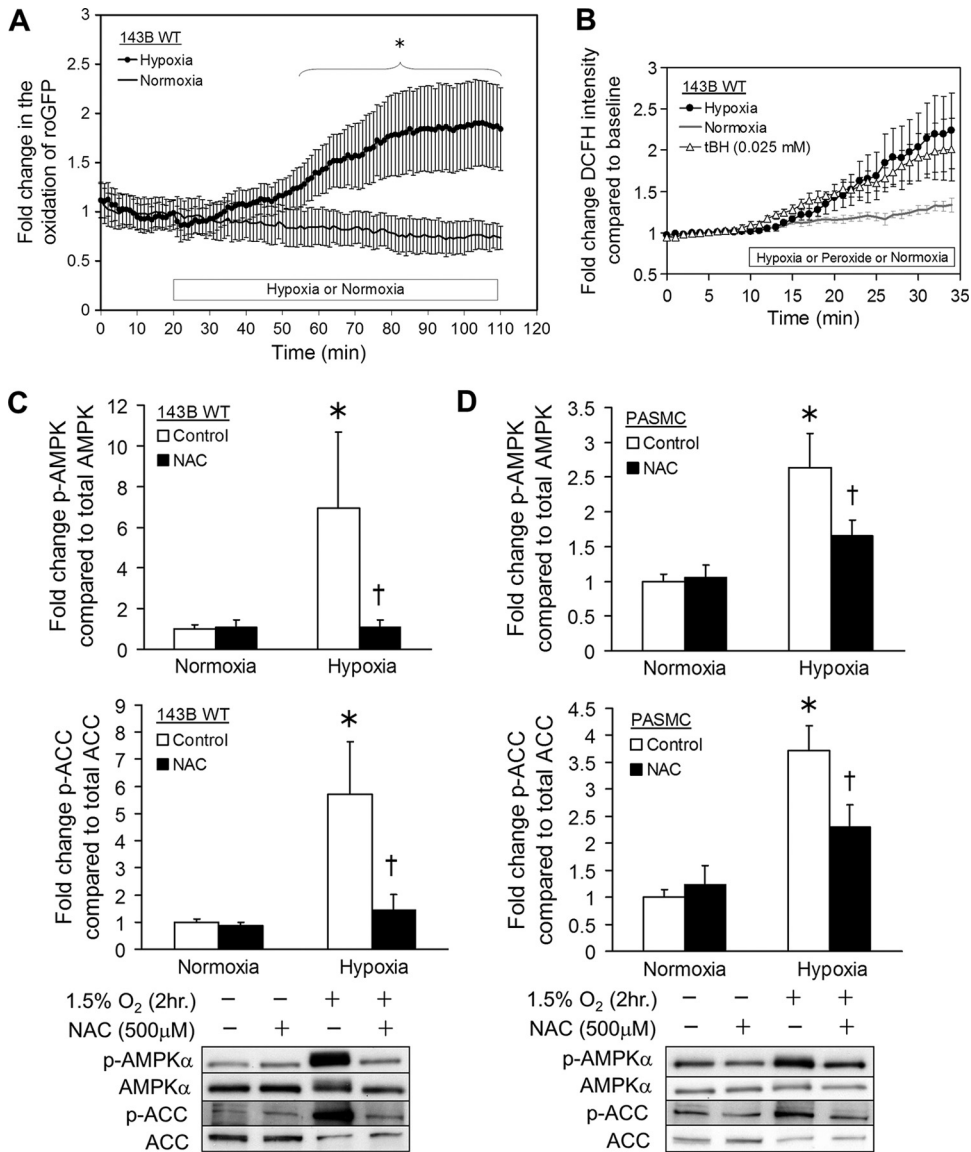 A
3
2.5
2
1.5
1
0.5
0
143B WT
Hypoxia
Normoxia
*
Fold change in the
oxidation of roGFP
Hypoxia or Normoxia
0 10 20 30 40 50 60 70 80 90 100 110 120
Time (min)
B
3
2.5
2
1.5
1
0.5
143B WT
Hypoxia
Normoxia
tBH (0.025 mM)
Fold change DCFH intensity
compared to baseline
Hypoxia or Peroxide or Normoxia
0 5 10 15 20 25 30 35
Time (min)
C
12
10
8
6
4
2
0
143B WT
Control
NAC
*
†
Fold change p-AMPK
compared to total AMPK
Normoxia Hypoxia
9
8
7
6
5
4
3
2
1
0
143B WT
Control
NAC
*
†
Fold change p-ACC
compared to total ACC
Normoxia Hypoxia
1.5% O₂ (2hr.) − − + +
NAC (500μM) − + − +
p-AMPKα
AMPKα
p-ACC
ACC
D
3.5
3
2.5
2
1.5
1
0.5
0
PASMC
Control
NAC
*
†
Fold change p-AMPK
compared to total AMPK
Normoxia Hypoxia
4.5
4
3.5
3
2.5
2
1.5
1
0.5
0
PASMC
Control
NAC
*
†
Fold change p-ACC
compared to total ACC
Normoxia Hypoxia
1.5% O₂ (2hr.) − − + +
NAC (500μM) − + − +
p-AMPKα
AMPKα
p-ACC
ACC